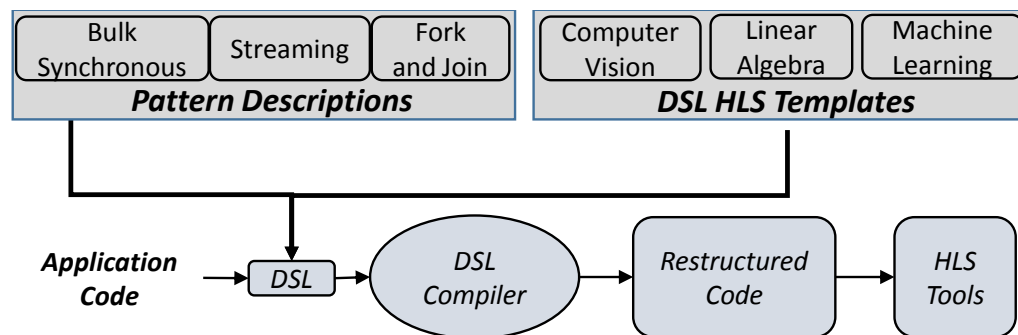 Bulk
Synchronous
Streaming
Fork
and Join
Pattern Descriptions
Computer
Vision
Linear
Algebra
Machine
Learning
DSL HLS Templates
Application
Code
DSL
DSL
Compiler
Restructured
Code
HLS
Tools